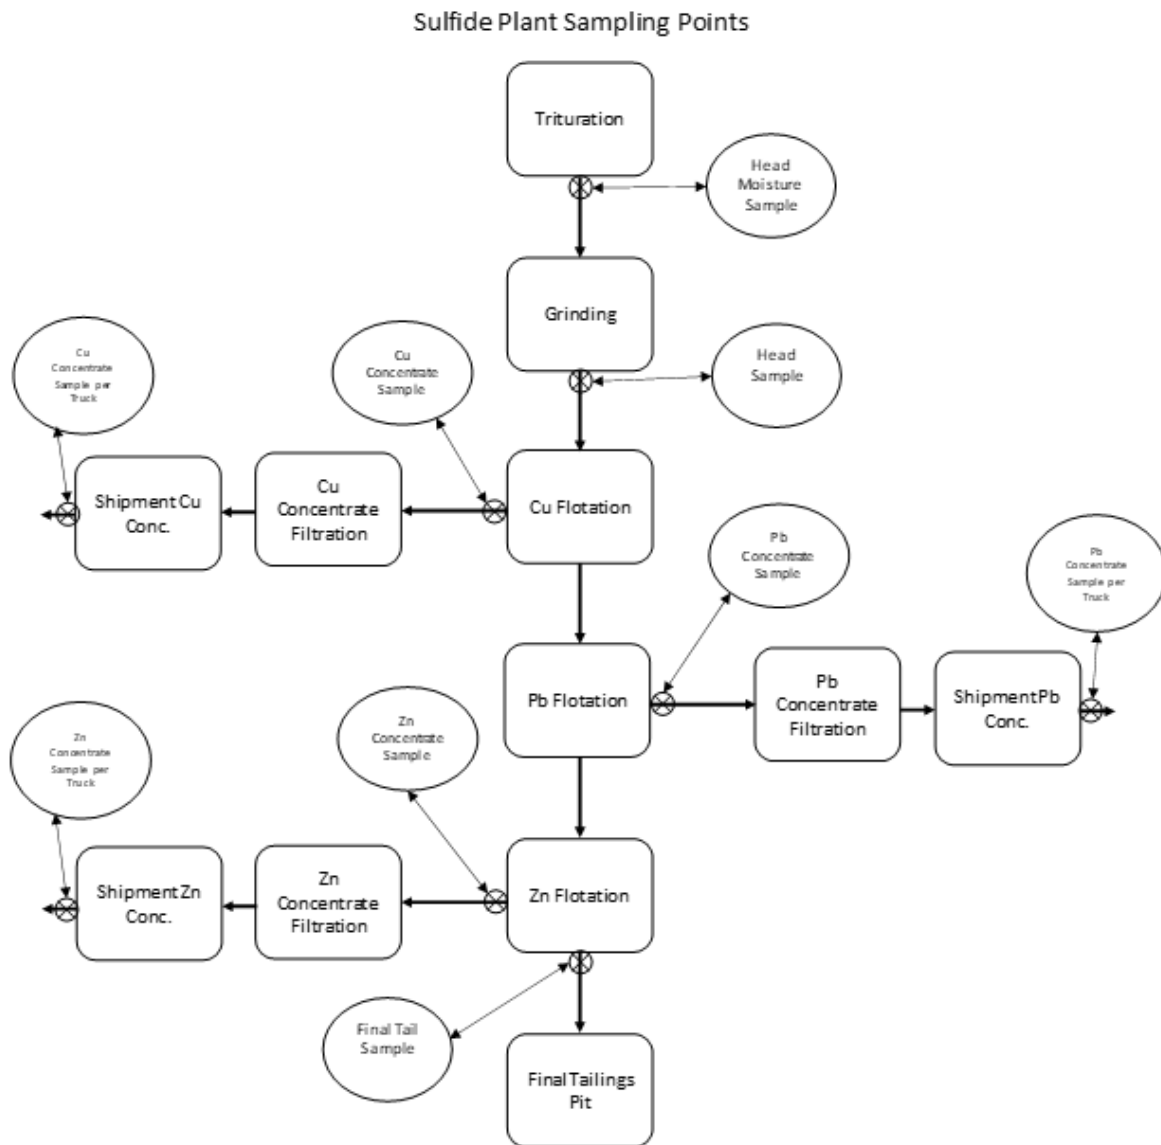 Sulfide Plant Sampling Points
Trituration
Head
Moisture
Sample
Grinding
Head
Sample
Cu
Concentrate
Sample per
Truck
Cu
Concentrate
Sample
Shipment Cu
Conc.
Cu
Concentrate
Filtration
Cu Flotation
Pb
Concentrate
Sample
Pb
Concentrate
Sample per
Truck
Pb Flotation
Pb
Concentrate
Filtration
Shipment Pb
Conc.
Zn
Concentrate
Sample per
Truck
Zn
Concentrate
Sample
Shipment Zn
Conc.
Zn
Concentrate
Filtration
Zn Flotation
Final Tail
Sample
Final Tailings
Pit